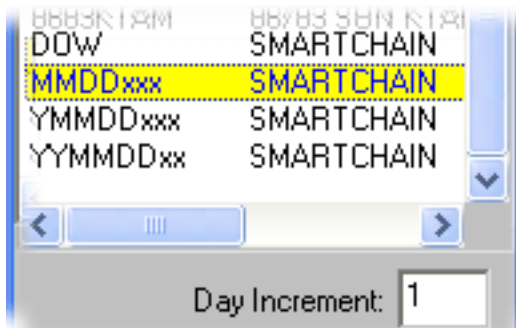 DOW SMARTCHAIN
MMDDxxx SMARTCHAIN
YMMDDxxx SMARTCHAIN
YYMMDDxx SMARTCHAIN
Day Increment: 1